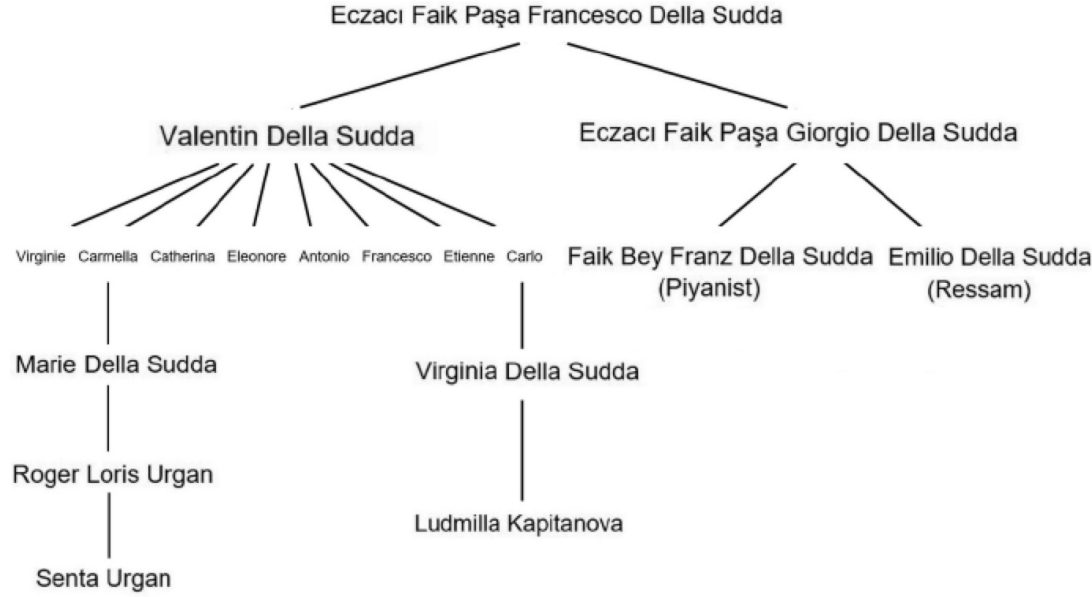 Eczacı Faik Paşa Francesco Della Sudda
Valentin Della Sudda
Eczacı Faik Paşa Giorgio Della Sudda
Virginie
Carmella
Catherina
Eleonore
Antonio
Francesco
Etienne
Carlo
Faik Bey Franz Della Sudda
(Piyanist)
Emilio Della Sudda
(Ressam)
Marie Della Sudda
Virginia Della Sudda
Roger Loris Urgan
Ludmilla Kapitanova
Senta Urgan